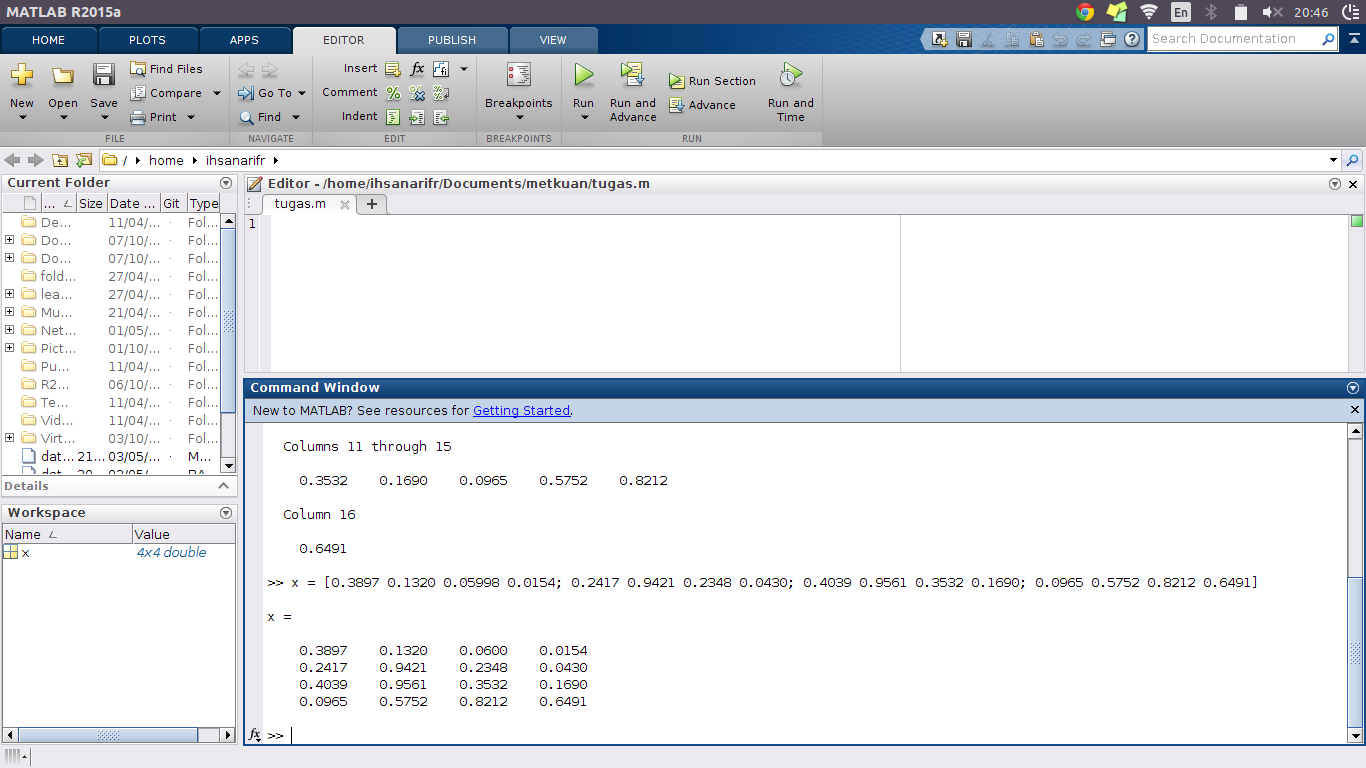 MATLAB R2015a
En
20:46
HOME PLOTS APPS EDITOR PUBLISH VIEW
Search Documentation
New
Open
Save
Find Files
Compare
Print
FILE
Go To
Find
NAVIGATE
Insert fx
Comment
Indent
EDIT
Breakpoints
BREAKPOINTS
Run
Run and
Advance
Run Section
Advance
Run and
Time
RUN
/ home ihsanarifr
Current Folder
... Size Date ... Git Type
De... 11/04/... · Fol...
Do... 07/10/... · Fol...
Do... 07/10/... · Fol...
fold... 27/04/... · Fol...
lea... 27/04/... · Fol...
Mu... 21/04/... · Fol...
Net... 01/05/... · Fol...
Pict... 01/10/... · Fol...
Pu... 11/04/... · Fol...
R2... 06/10/... · Fol...
Te... 11/04/... · Fol...
Vid... 11/04/... · Fol...
Virt... 03/10/... · Fol...
dat... 21... 03/05/... M...
Details
Workspace
Name Value
x 4x4 double
Editor - /home/ihsanarifr/Documents/metkuan/tugas.m
tugas.m
1
Command Window
New to MATLAB? See resources for Getting Started.
Columns 11 through 15
0.3532 0.1690 0.0965 0.5752 0.8212
Column 16
0.6491
>> x = [0.3897 0.1320 0.05998 0.0154; 0.2417 0.9421 0.2348 0.0430; 0.4039 0.9561 0.3532 0.1690; 0.0965 0.5752 0.8212 0.6491]
x =
0.3897 0.1320 0.0600 0.0154
0.2417 0.9421 0.2348 0.0430
0.4039 0.9561 0.3532 0.1690
0.0965 0.5752 0.8212 0.6491
fx >>